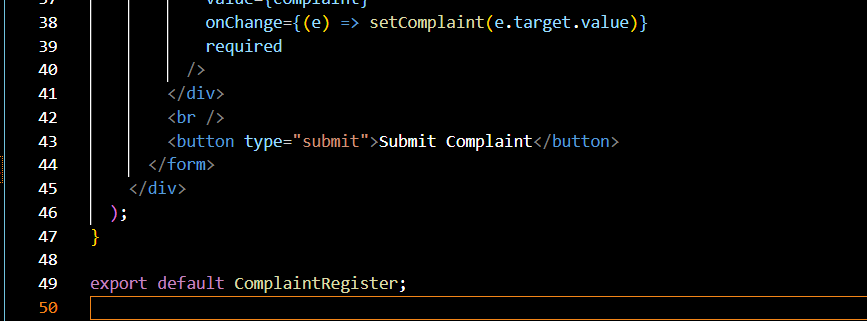 37 value={complaint}
38 onChange={(e) => setComplaint(e.target.value)}
39 required
40 />
41 </div>
42 <br />
43 <button type="submit">Submit Complaint</button>
44 </form>
45 </div>
46 );
47 }
48
49 export default ComplaintRegister;
50